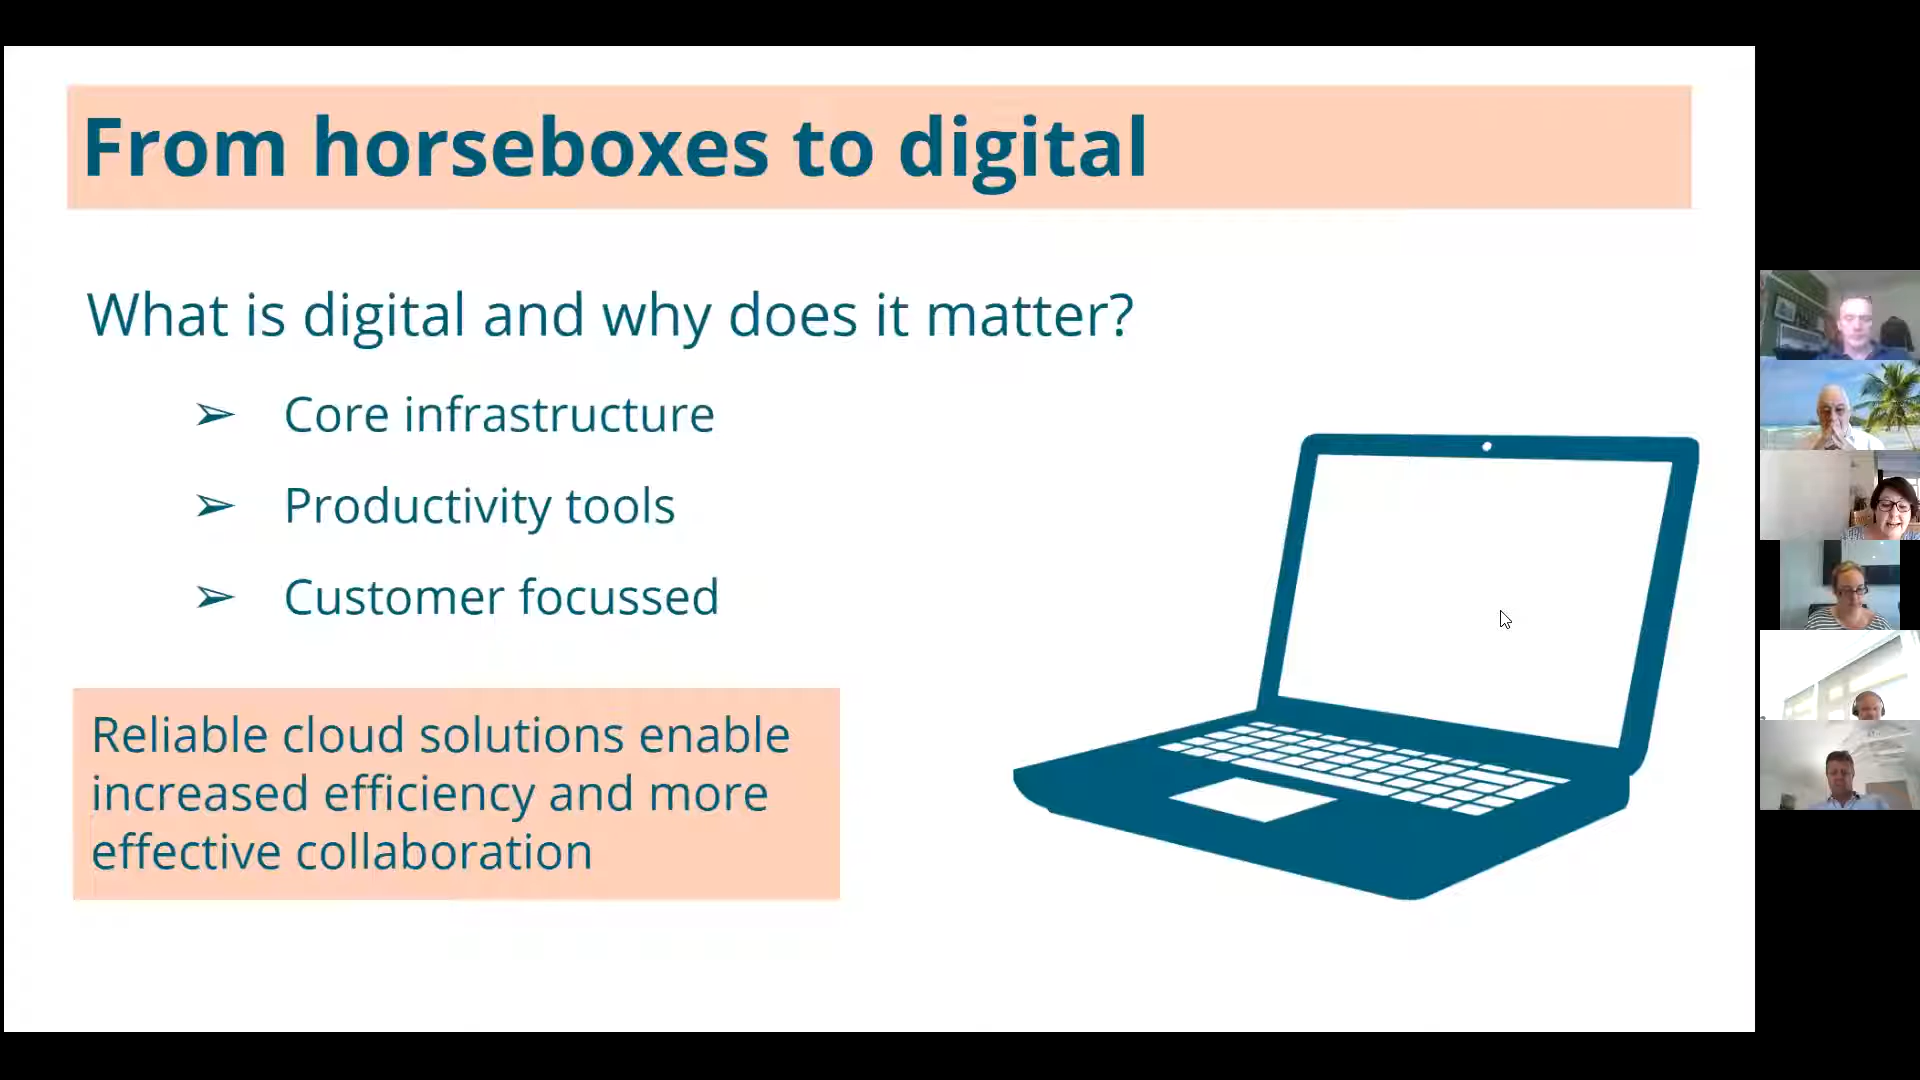 From horseboxes to digital
What is digital and why does it matter?
➢ Core infrastructure
➢ Productivity tools
➢ Customer focussed
Reliable cloud solutions enable
increased efficiency and more
effective collaboration